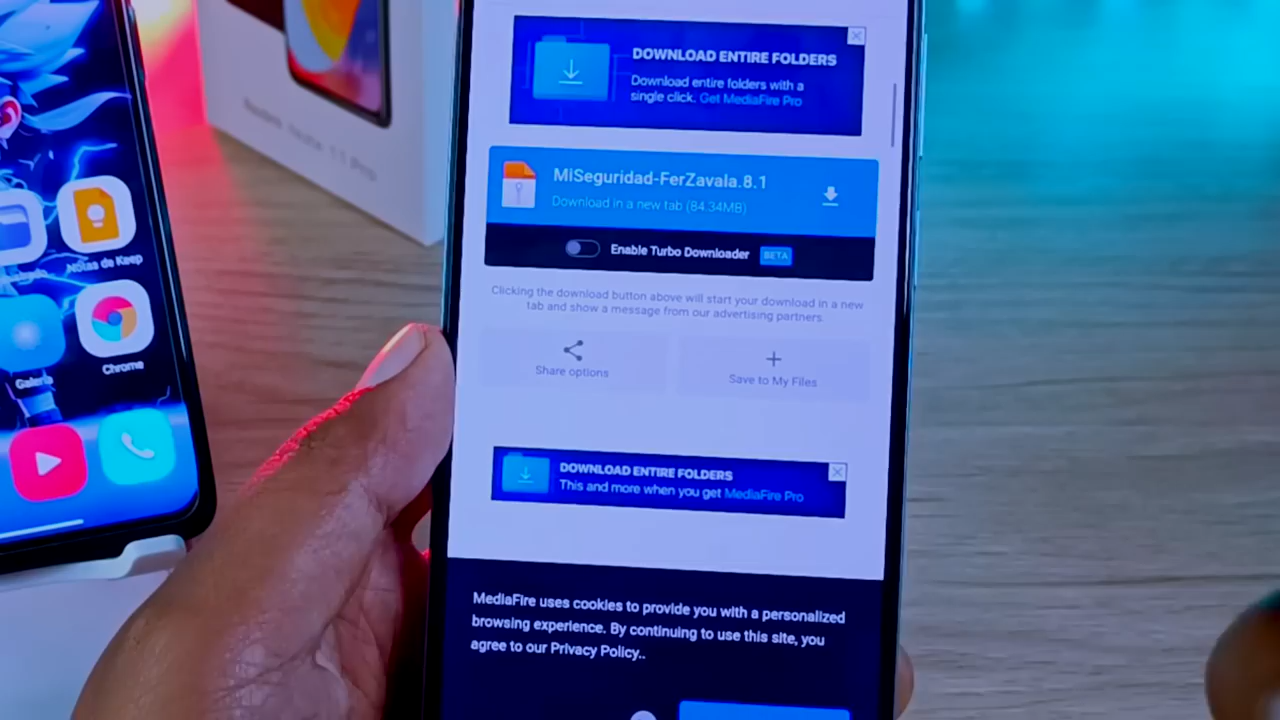 DOWNLOAD ENTIRE FOLDERS
Download entire folders with a
single click. Get MediaFire Pro
MiSeguridad-FerZavala.8.1
Download in a new tab (84.34MB)
Enable Turbo Downloader BETA
Clicking the download button above will start your download in a new
tab and show a message from our advertising partners.
Share options
Save to My Files
DOWNLOAD ENTIRE FOLDERS
This and more when you get MediaFire Pro
MediaFire uses cookies to provide you with a personalized
browsing experience. By continuing to use this site, you
agree to our Privacy Policy..
Notas de Keep
Galería
Chrome
11 Pro